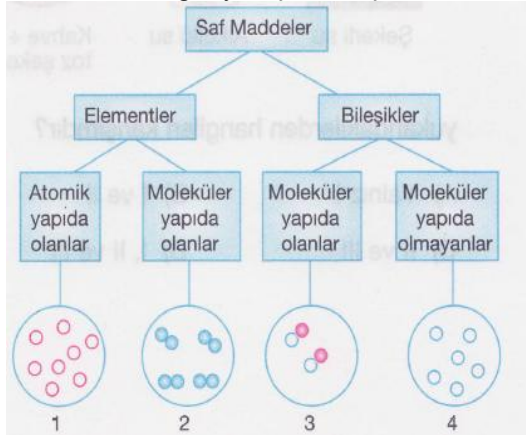 Saf Maddeler
Elementler
Bileşikler
Atomik
yapıda
olanlar
Moleküler
yapıda
olanlar
Moleküler
yapıda
olanlar
Moleküler
yapıda
olmayanlar
1
2
3
4